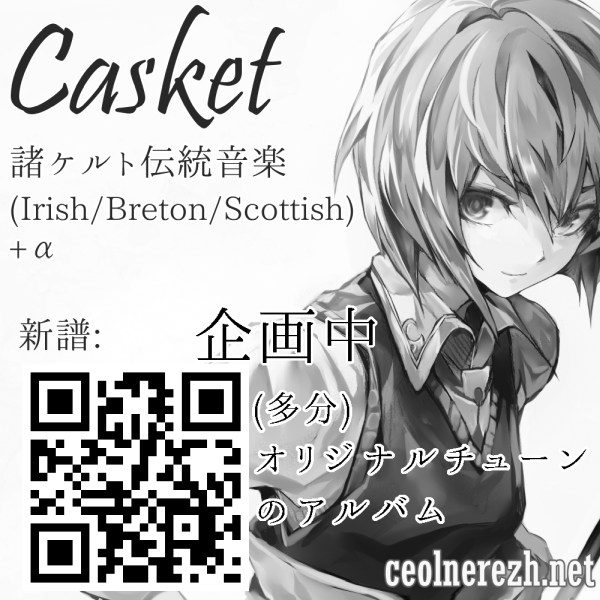 Casket
諸ケルト伝統音楽
(Irish/Breton/Scottish)
+α
新譜: 企画中
(多分)
オリジナルチューン
のアルバム
ceolnerezh.net